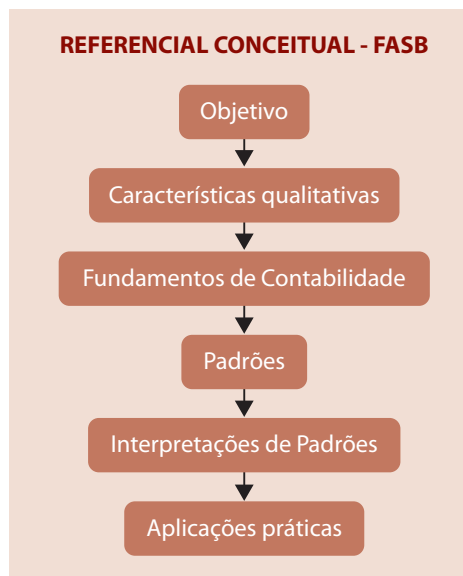 REFERENCIAL CONCEITUAL - FASB
Objetivo
Características qualitativas
Fundamentos de Contabilidade
Padrões
Interpretações de Padrões
Aplicações práticas